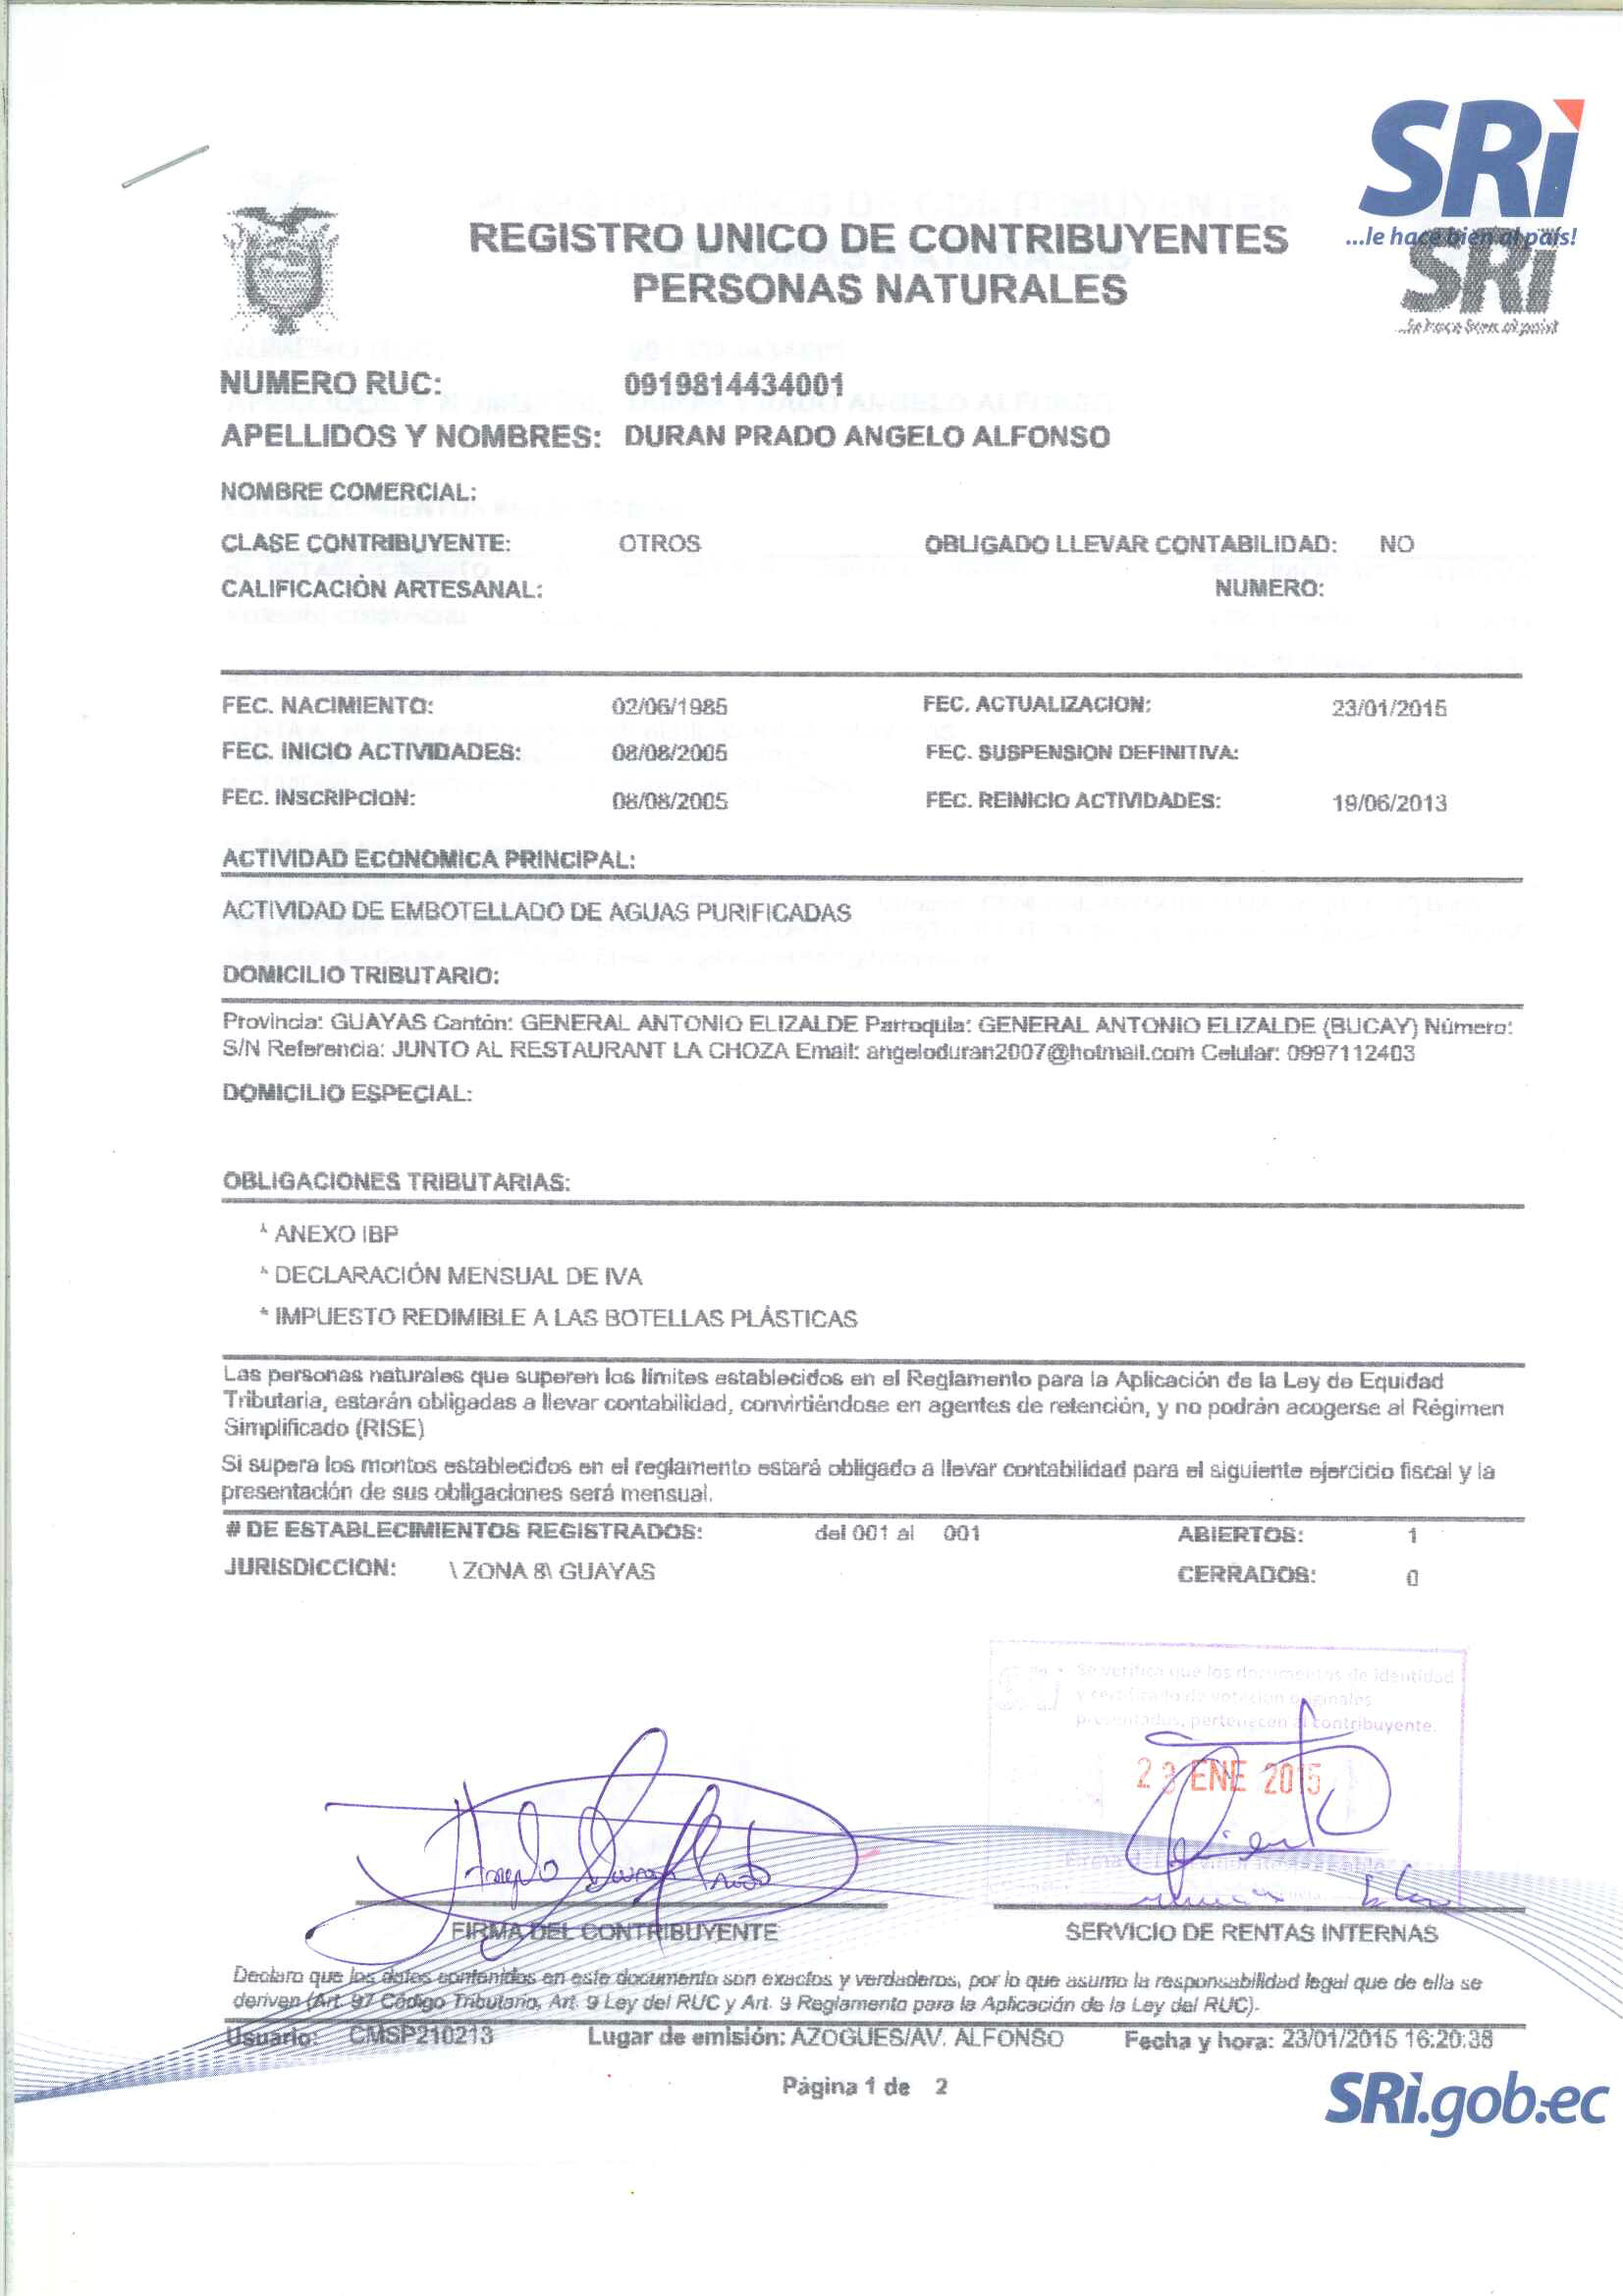 SRi
...le hace bien al país!
SRi
...le hace bien al país!
REGISTRO UNICO DE CONTRIBUYENTES
PERSONAS NATURALES
NUMERO RUC: 0919814434001
APELLIDOS Y NOMBRES: DURAN PRADO ANGELO ALFONSO
NOMBRE COMERCIAL:
CLASE CONTRIBUYENTE: OTROS OBLIGADO LLEVAR CONTABILIDAD: NO
CALIFICACIÓN ARTESANAL: NUMERO:
FEC. NACIMIENTO: 02/06/1985 FEC. ACTUALIZACION: 23/01/2015
FEC. INICIO ACTIVIDADES: 08/08/2005 FEC. SUSPENSION DEFINITIVA:
FEC. INSCRIPCION: 08/08/2005 FEC. REINICIO ACTIVIDADES: 19/06/2013
ACTIVIDAD ECONOMICA PRINCIPAL:
ACTIVIDAD DE EMBOTELLADO DE AGUAS PURIFICADAS
DOMICILIO TRIBUTARIO:
Provincia: GUAYAS Cantón: GENERAL ANTONIO ELIZALDE Parroquia: GENERAL ANTONIO ELIZALDE (BUCAY) Número:
S/N Referencia: JUNTO AL RESTAURANT LA CHOZA Email: angeloduran2007@hotmail.com Celular: 0997112403
DOMICILIO ESPECIAL:
OBLIGACIONES TRIBUTARIAS:
* ANEXO IBP
* DECLARACIÓN MENSUAL DE IVA
* IMPUESTO REDIMIBLE A LAS BOTELLAS PLÁSTICAS
Las personas naturales que superen los límites establecidos en el Reglamento para la Aplicación de la Ley de Equidad
Tributaria, estarán obligadas a llevar contabilidad, convirtiéndose en agentes de retención, y no podrán acogerse al Régimen
Simplificado (RISE)
Si supera los montos establecidos en el reglamento estará obligado a llevar contabilidad para el siguiente ejercicio fiscal y la
presentación de sus obligaciones será mensual.
# DE ESTABLECIMIENTOS REGISTRADOS: del 001 al 001 ABIERTOS: 1
JURISDICCION: \ ZONA 8\ GUAYAS CERRADOS: 0
Se verifica que los documentos de identidad
y certificado de votación originales
presentados, pertenecen al contribuyente.
23 ENE 2015
Angelo Duran Prado
FIRMA DEL CONTRIBUYENTE SERVICIO DE RENTAS INTERNAS
Declaro que los datos contenidos en este documento son exactos y verdaderos, por lo que asumo la responsabilidad legal que de ella se
deriven (Art. 97 Código Tributario, Art. 9 Ley del RUC y Art. 9 Reglamento para la Aplicación de la Ley del RUC).
Usuario: CMSP210213 Lugar de emisión: AZOGUES/AV. ALFONSO Fecha y hora: 23/01/2015 16:20:38
Página 1 de 2
SRi.gob.ec